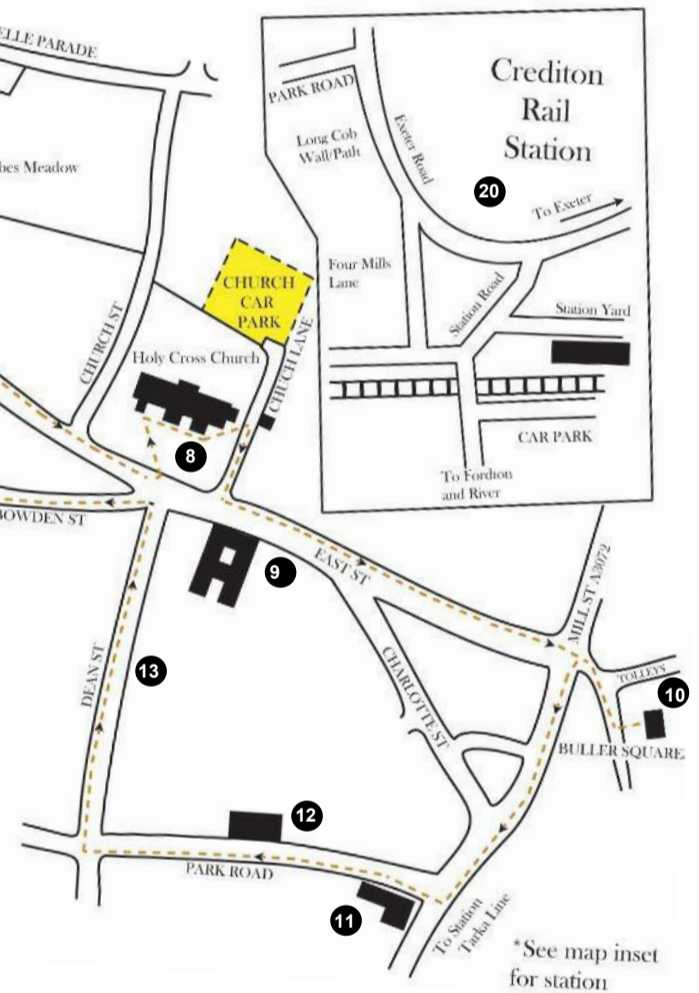 ELLE PARADE
bes Meadow
CHURCH ST
CHURCH
CAR
PARK
Holy Cross Church
CHUCH LANE
8
BOWDEN ST
9
EAST ST
MILL ST A3072
TOLLEYS
10
BULLER SQUARE
CHARLOTTE ST
13
DEAN ST
12
PARK ROAD
11
To Station
Tarka Line
*See map inset
for station
Crediton
Rail
Station
PARK ROAD
Long Cob
Wall/Path
Exeter Road
20
To Exeter
Four Mills
Lane
Station Road
Station Yard
CAR PARK
To Fordton
and River